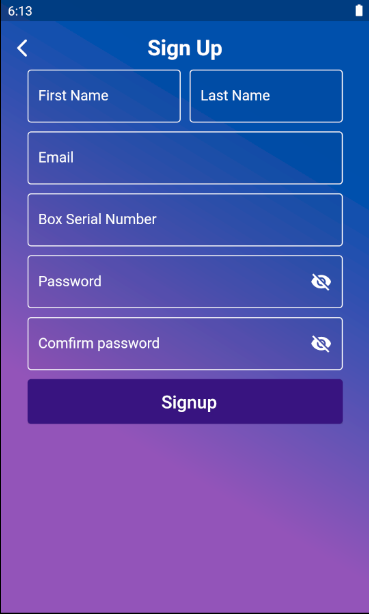 6:13
Sign Up
First Name
Last Name
Email
Box Serial Number
Password
Comfirm password
Signup